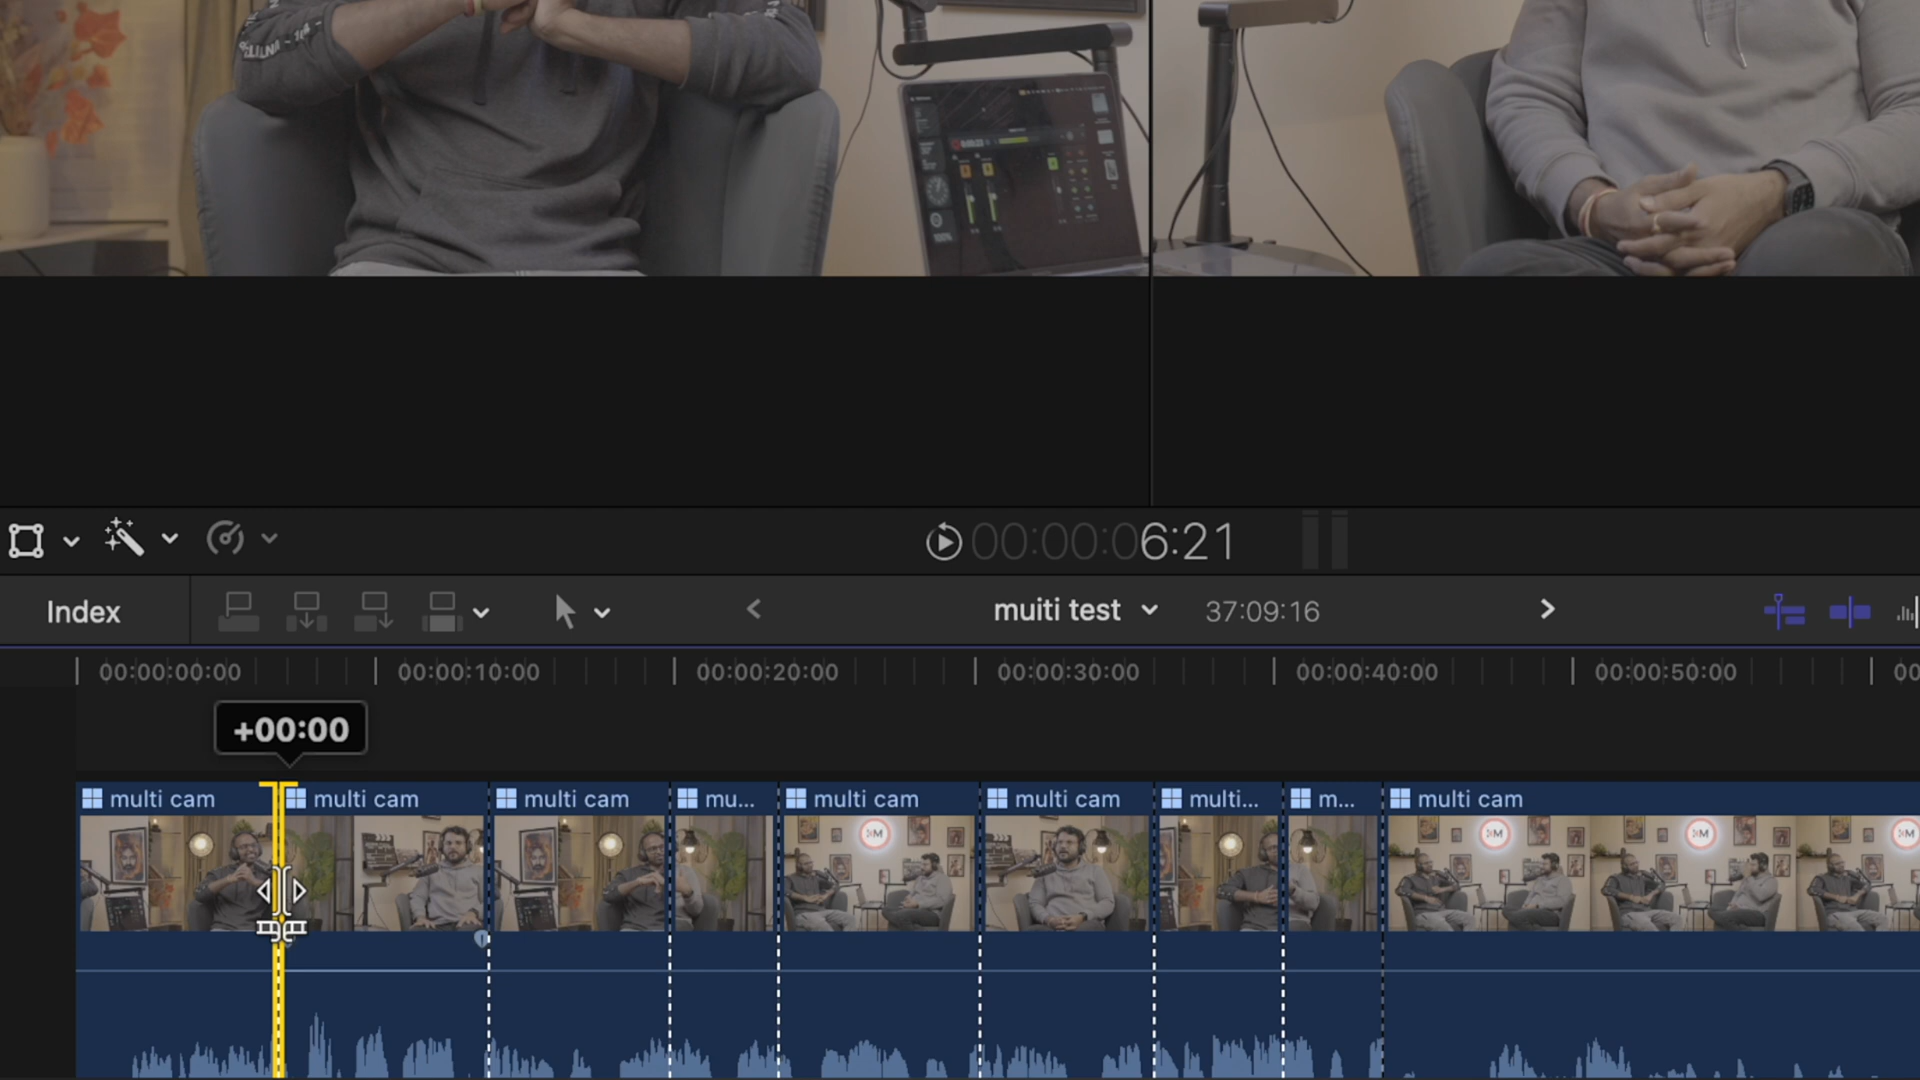 00:00:06:21
Index
muiti test
37:09:16
00:00:00:00
00:00:10:00
00:00:20:00
00:00:30:00
00:00:40:00
00:00:50:00
00
+00:00
multi cam
multi cam
multi cam
mu...
multi cam
multi cam
multi...
m...
multi cam
100%